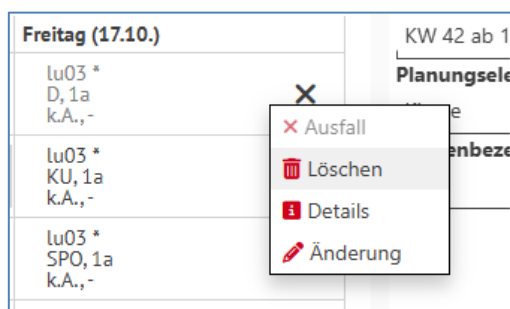 Freitag (17.10.)
KW 42 ab 1
lu03 *
D, 1a
k.A.,-
Planungsele
e
Ausfall
lu03 *
KU, 1a
k.A.,-
enbeze
Löschen
Details
lu03 *
SPO, 1a
k.A.,-
Änderung